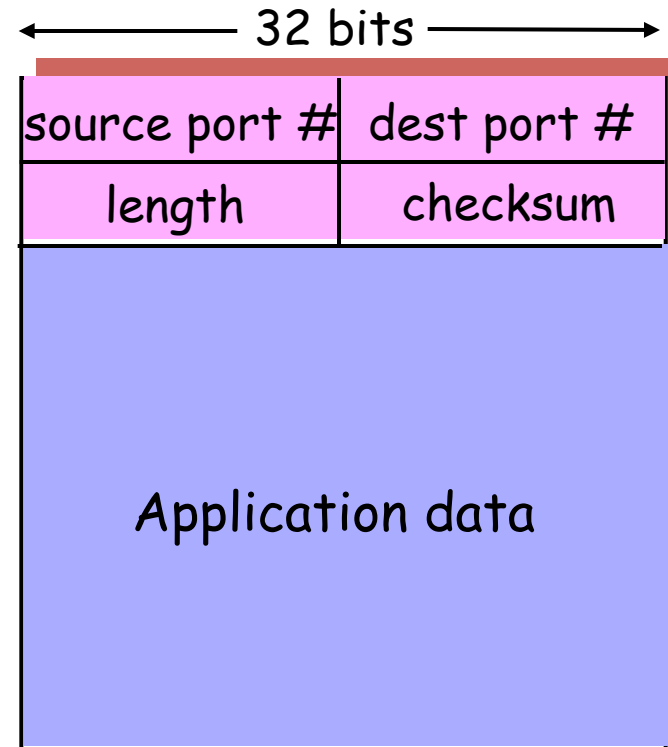 32 bits
source port # dest port #
length checksum
Application data